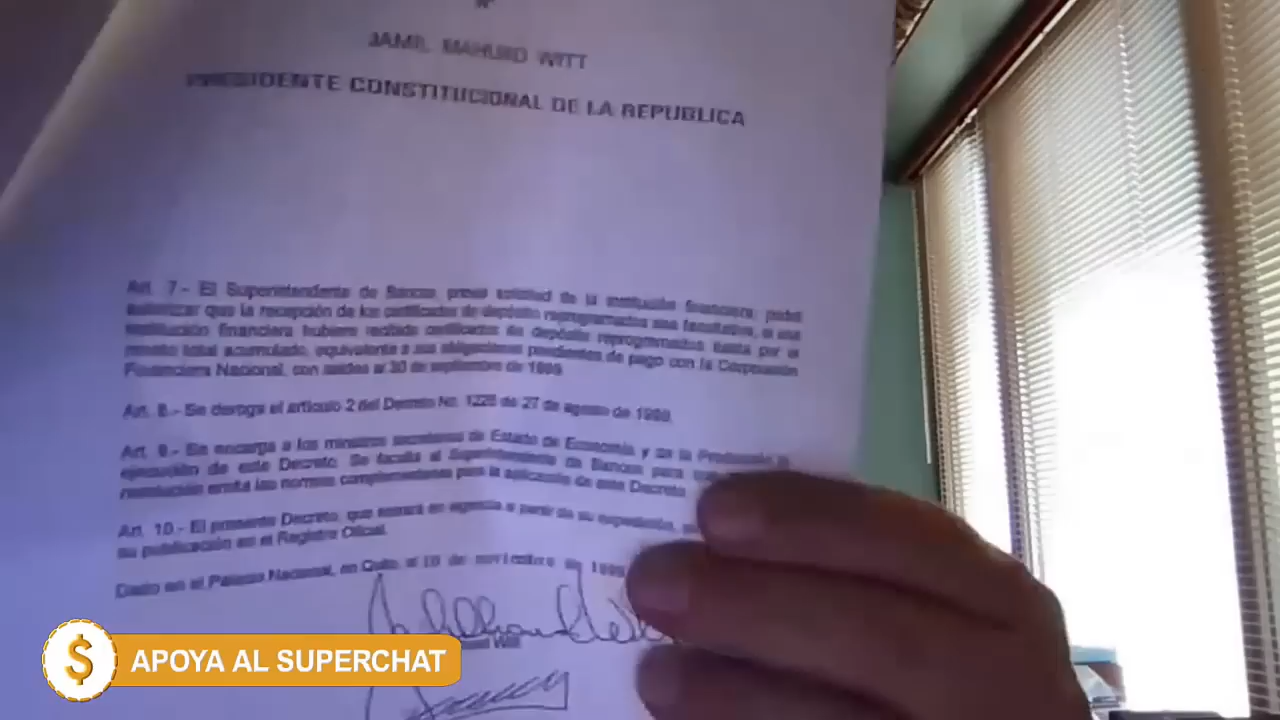 JAMIL MAHUAD WITT
PRESIDENTE CONSTITUCIONAL DE LA REPUBLICA
Art. 7.- El Superintendente de Bancos, previa solicitud de la institución financiera, podrá
autorizar que la recepción de los certificados de depósito reprogramados sea facultativa, si una
institución financiera hubiere recibido certificados de depósito reprogramados hasta por el
monto total acumulado, equivalente a sus obligaciones pendientes de pago con la Corporación
Financiera Nacional, con saldos al 30 de septiembre de 1999.
Art. 8.- Se deroga el artículo 2 del Decreto No. 1228 de 27 de agosto de 1999.
Art. 9.- Se encarga a los ministros secretarios de Estado de Economía y de la
ejecución de este Decreto. Se faculta al Superintendente de Bancos para que
resolución emita las normas complementarias para la aplicación de este Decreto.
Art. 10.- El presente Decreto, que entrará en vigencia a partir de su expedición,
su publicación en el Registro Oficial.
Dado en el Palacio Nacional, en Quito, el de noviembre de 199
Witt
APOYA AL SUPERCHAT